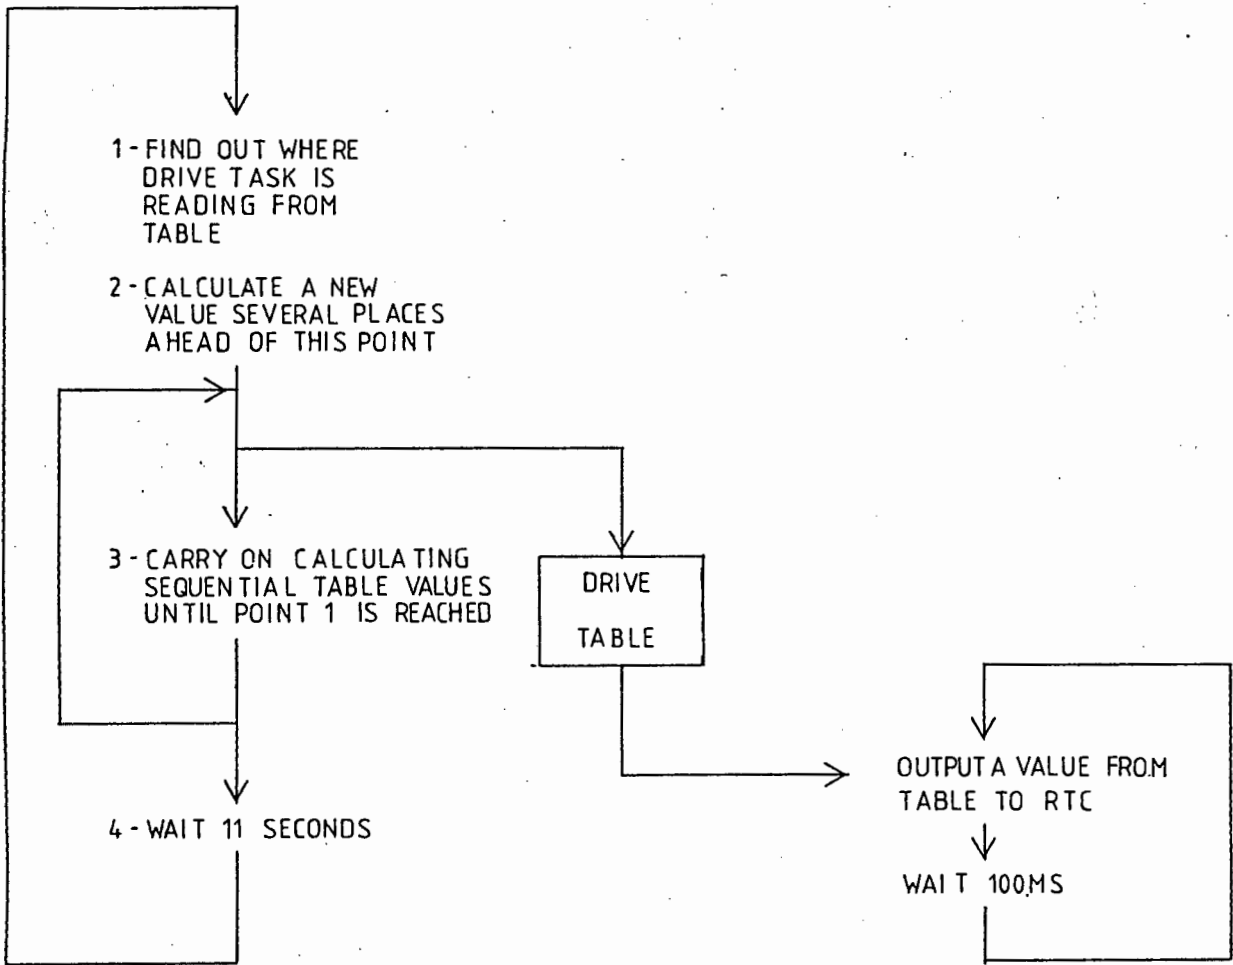 1-FIND OUT WHERE
DRIVE TASK IS
READING FROM
TABLE
2-CALCULATE A NEW
VALUE SEVERAL PLACES
AHEAD OF THIS POINT
3-CARRY ON CALCULATING
SEQUENTIAL TABLE VALUES
UNTIL POINT 1 IS REACHED
4-WAIT 11 SECONDS
DRIVE
TABLE
OUTPUT A VALUE FROM
TABLE TO RTC
WAIT 100MS